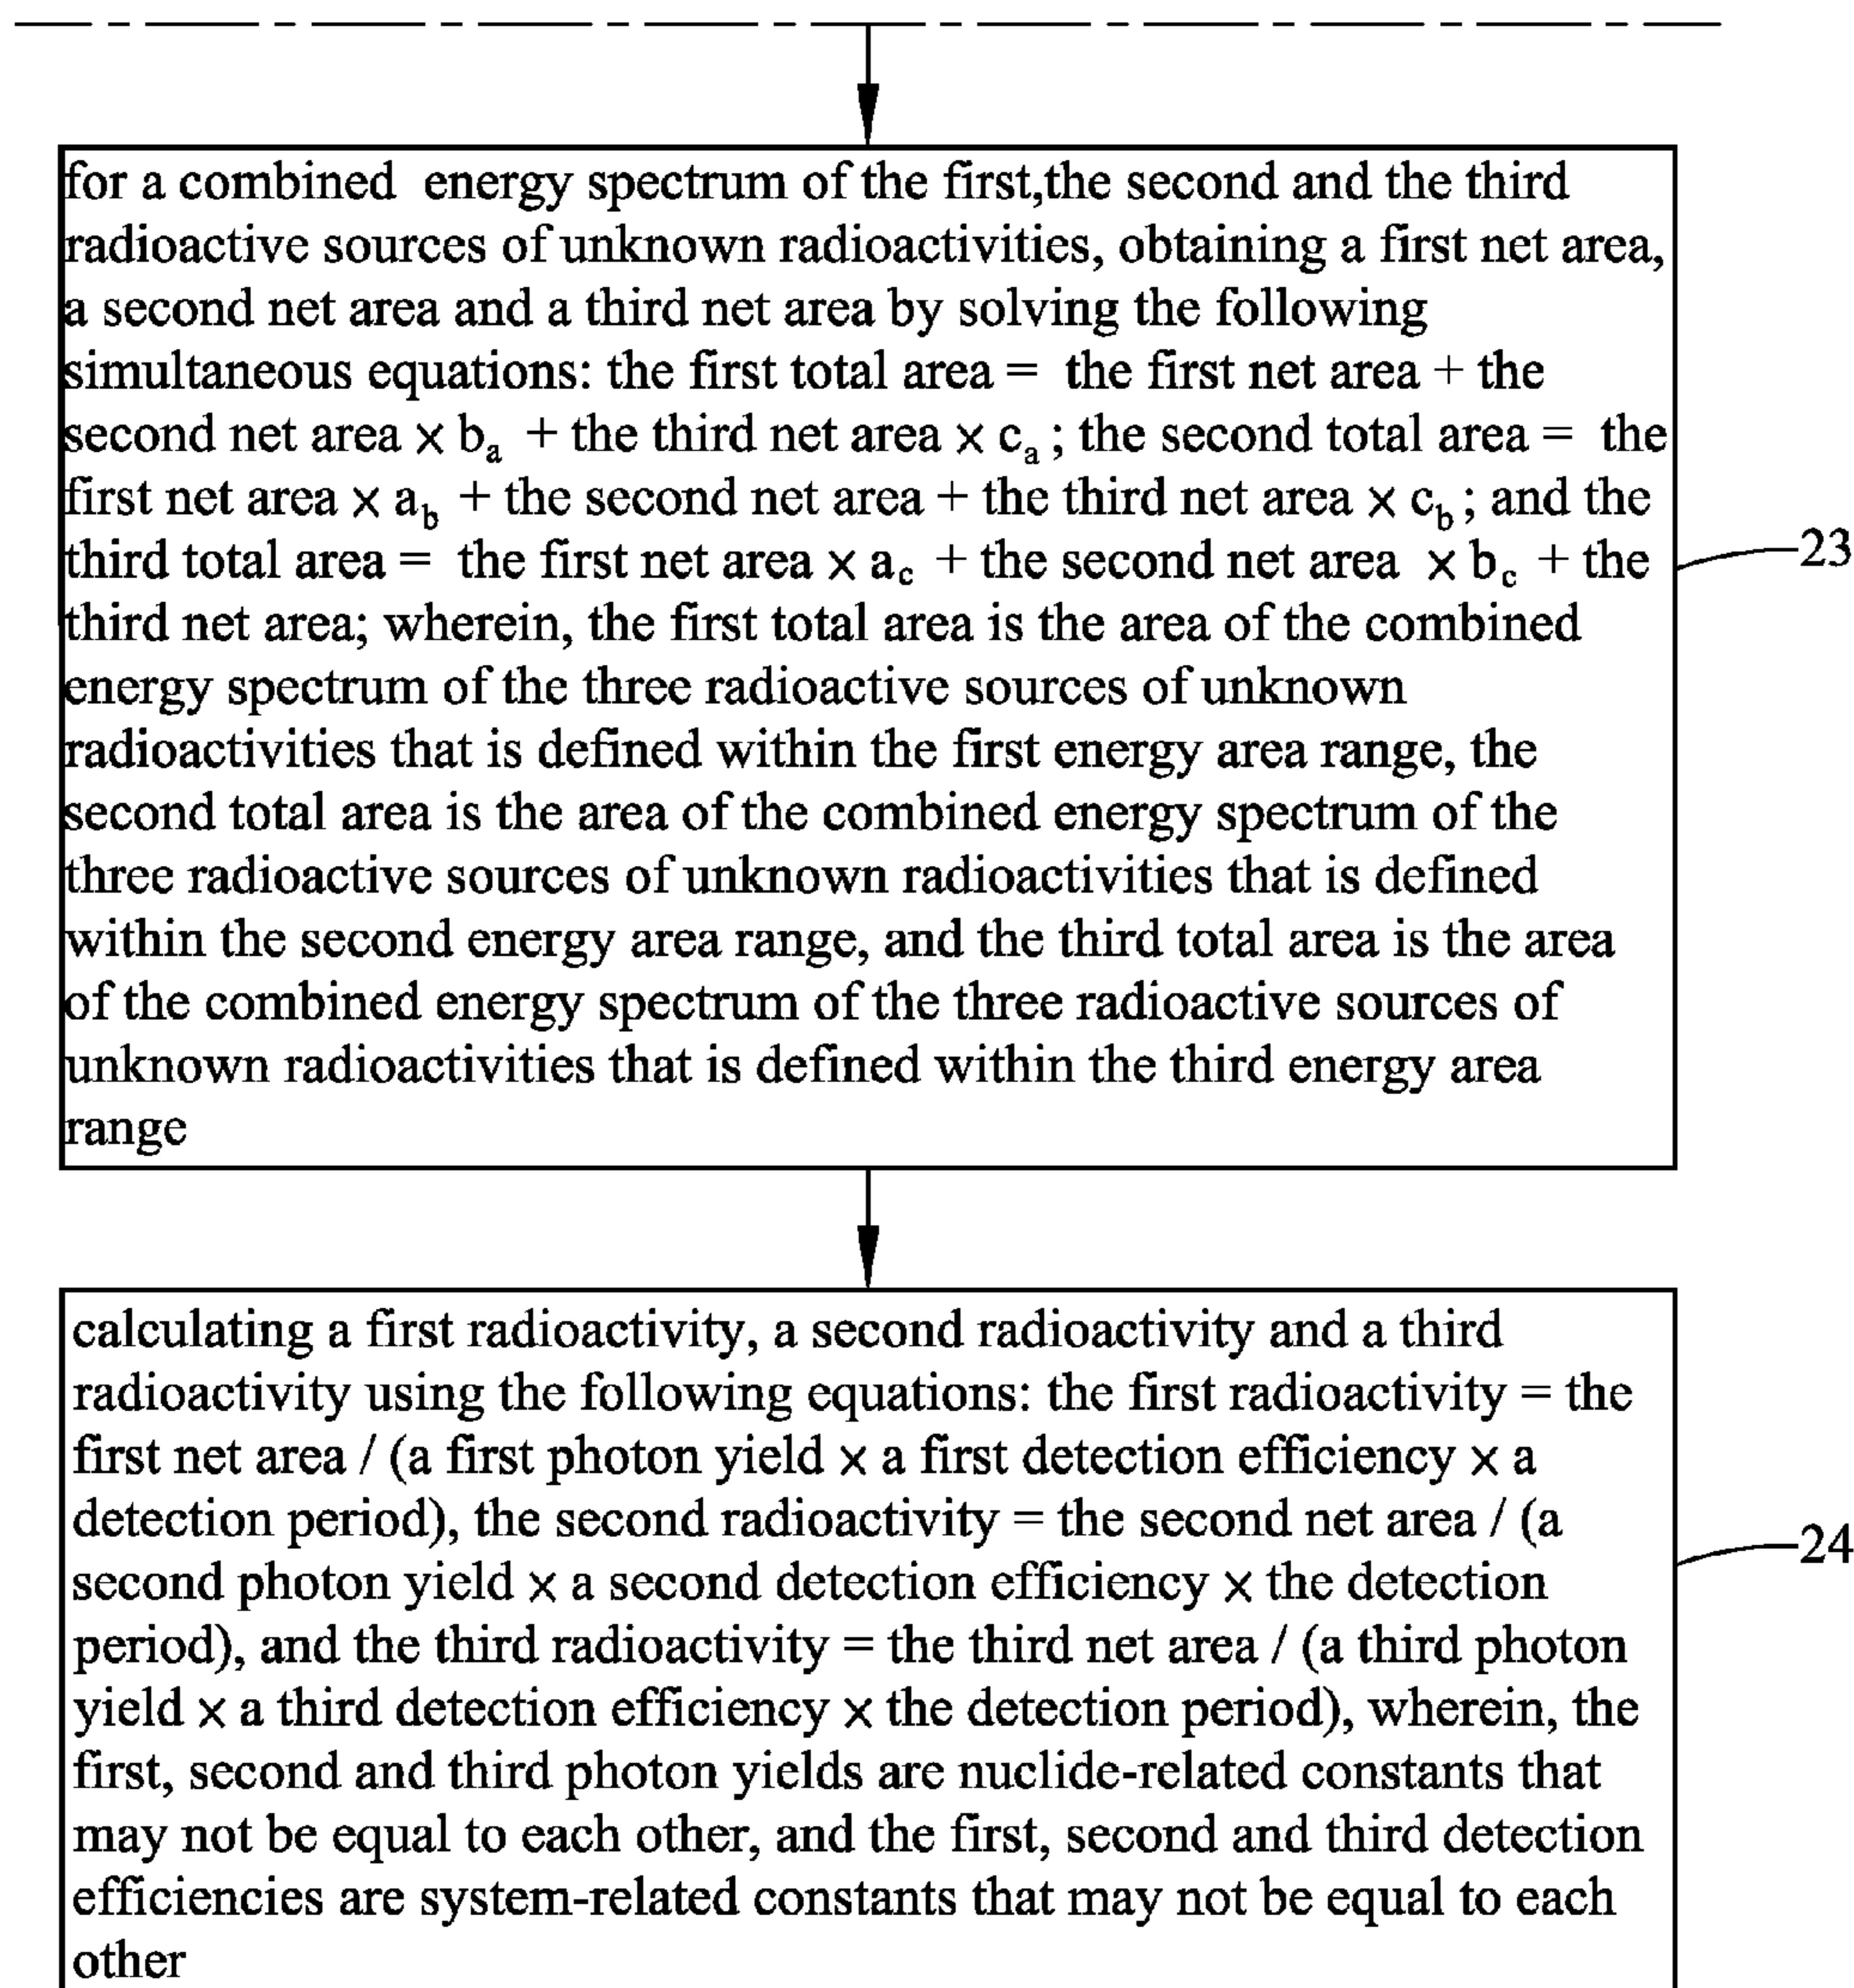 for a combined energy spectrum of the first,the second and the third
radioactive sources of unknown radioactivities, obtaining a first net area,
a second net area and a third net area by solving the following
simultaneous equations: the first total area = the first net area + the
second net area × bₐ + the third net area × cₐ ; the second total area = the
first net area × a_b + the second net area + the third net area × c_b ; and the
third total area = the first net area × a_c + the second net area × b_c + the
third net area; wherein, the first total area is the area of the combined
energy spectrum of the three radioactive sources of unknown
radioactivities that is defined within the first energy area range, the
second total area is the area of the combined energy spectrum of the
three radioactive sources of unknown radioactivities that is defined
within the second energy area range, and the third total area is the area
of the combined energy spectrum of the three radioactive sources of
unknown radioactivities that is defined within the third energy area
range
23
calculating a first radioactivity, a second radioactivity and a third
radioactivity using the following equations: the first radioactivity = the
first net area / (a first photon yield × a first detection efficiency × a
detection period), the second radioactivity = the second net area / (a
second photon yield × a second detection efficiency × the detection
period), and the third radioactivity = the third net area / (a third photon
yield × a third detection efficiency × the detection period), wherein, the
first, second and third photon yields are nuclide-related constants that
may not be equal to each other, and the first, second and third detection
efficiencies are system-related constants that may not be equal to each
other
24